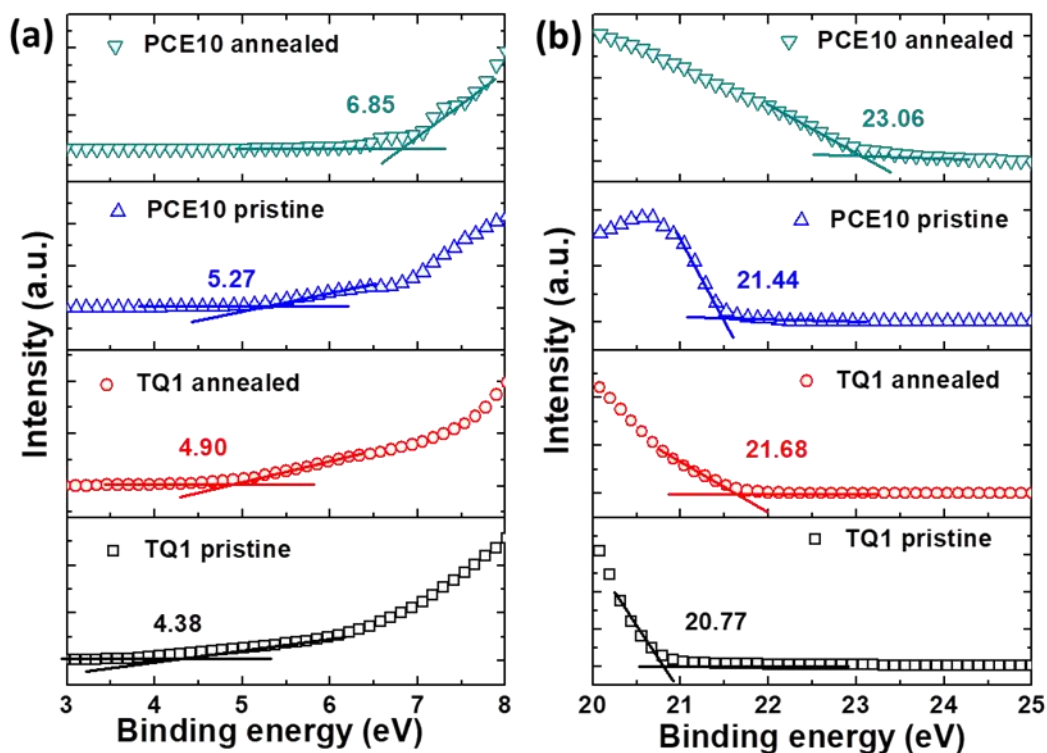 (a)
PCE10 annealed
6.85
PCE10 pristine
5.27
TQ1 annealed
4.90
TQ1 pristine
4.38
Intensity (a.u.)
3 4 5 6 7 8
Binding energy (eV)
(b)
PCE10 annealed
23.06
PCE10 pristine
21.44
TQ1 annealed
21.68
TQ1 pristine
20.77
Intensity (a.u.)
20 21 22 23 24 25
Binding energy (eV)